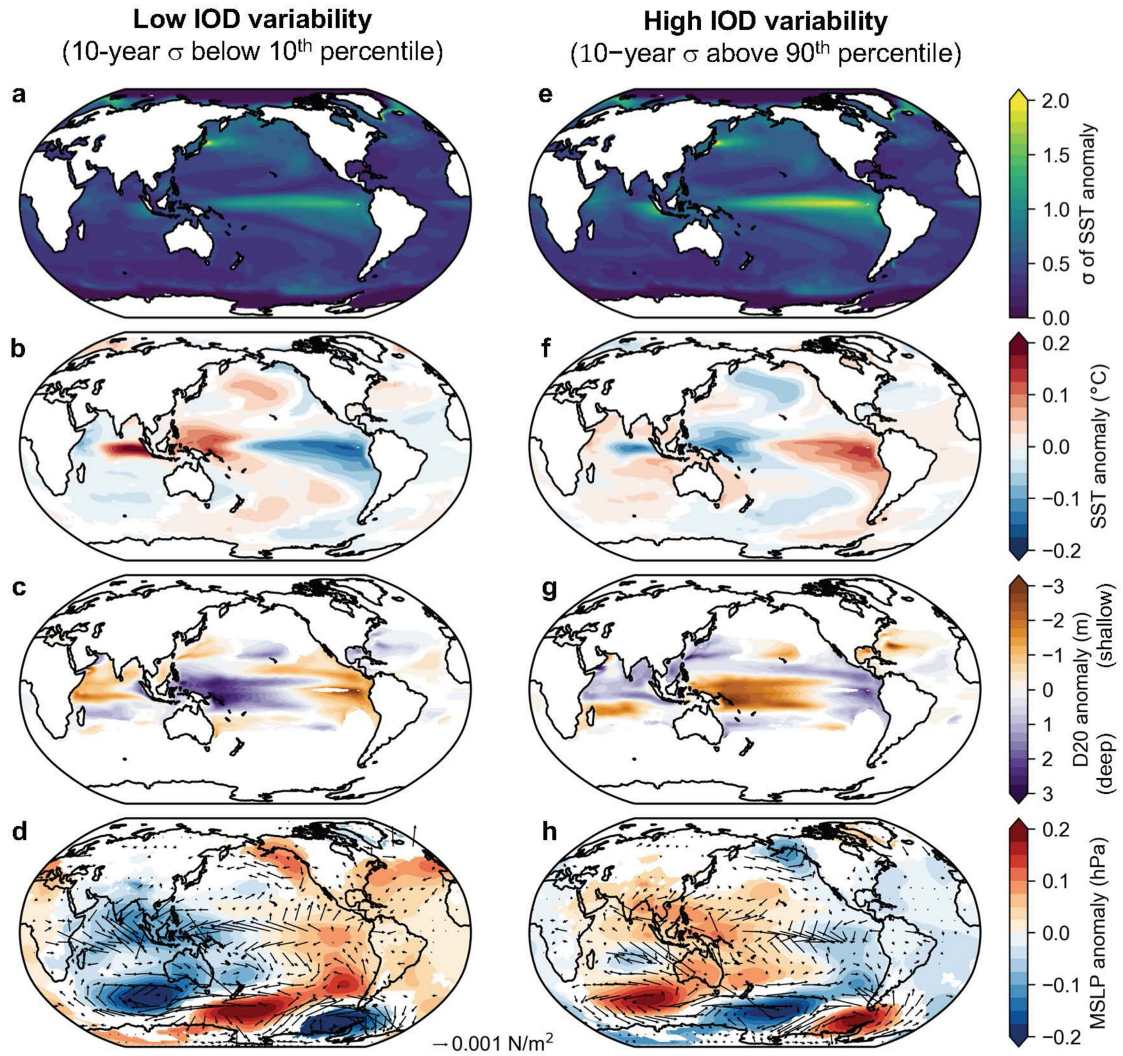 Low IOD variability
(10-year σ below 10th percentile)
High IOD variability
(10−year σ above 90th percentile)
a
e
2.0
1.5
1.0
0.5
0.0
σ of SST anomaly
b
f
0.2
0.1
0.0
−0.1
−0.2
SST anomaly (°C)
c
g
-3
-2
-1
0
1
2
3
D20 anomaly (m)
(deep) (shallow)
d
h
0.2
0.1
0.0
−0.1
−0.2
MSLP anomaly (hPa)
→0.001 N/m2